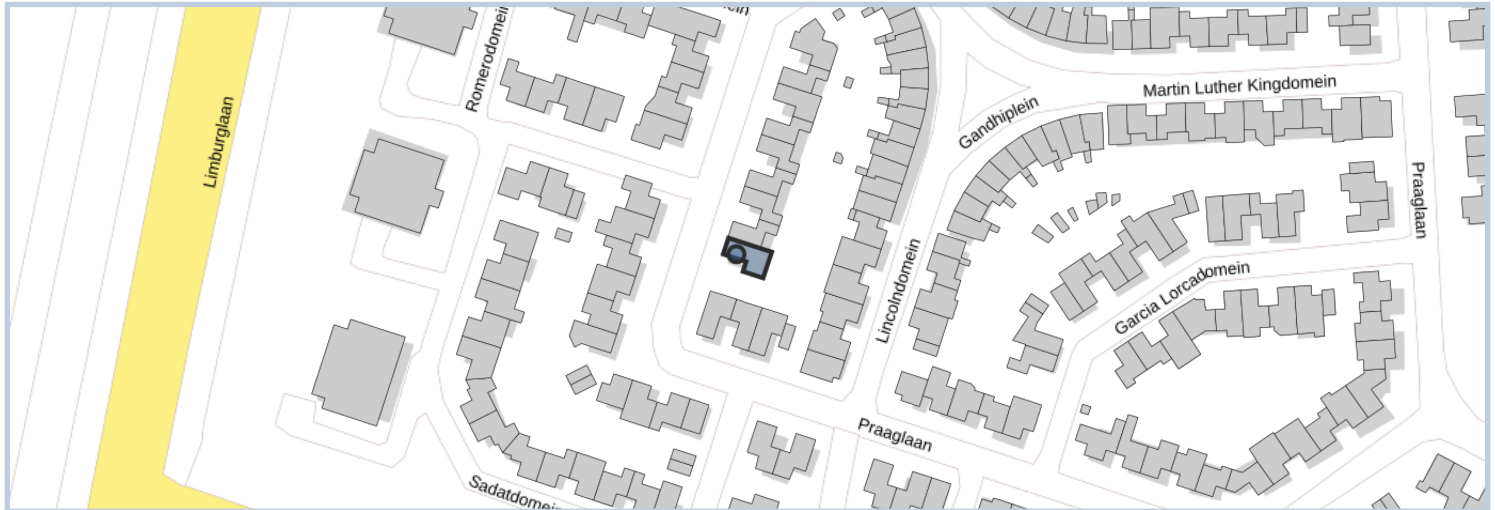 Romerodomein
Limburglaan
Martin Luther Kingdomein
Gandhiplein
Praaglaan
Lincolndomein
Garcia Lorcadomein
Praaglaan
Sadatdomein